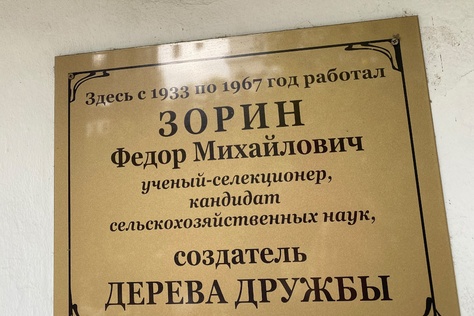 Здесь с 1933 по 1967 год работал
ЗОРИН
Федор Михайлович
ученый-селекционер,
кандидат
сельскохозяйственных наук,
создатель
ДЕРЕВА ДРУЖБЫ